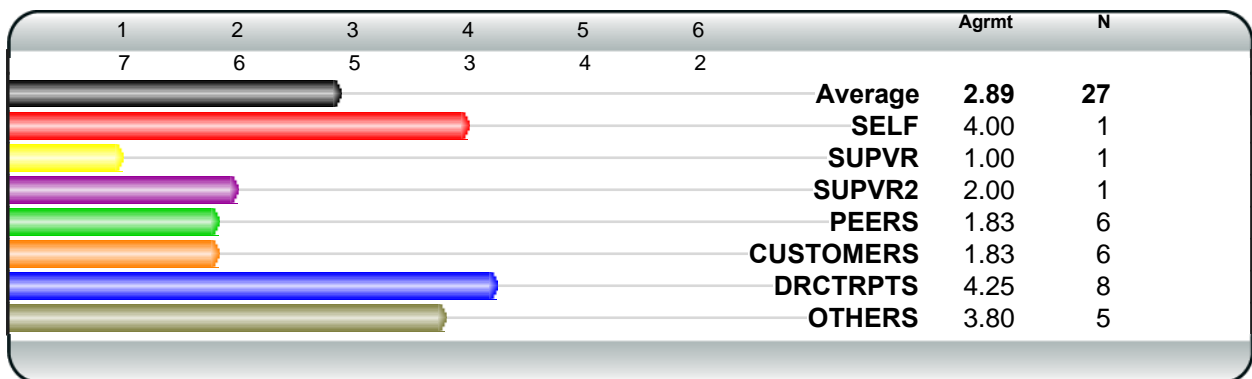 1 2 3 4 5 6 Agrmt N
7 6 5 3 4 2
Average 2.89 27
SELF 4.00 1
SUPVR 1.00 1
SUPVR2 2.00 1
PEERS 1.83 6
CUSTOMERS 1.83 6
DRCTRPTS 4.25 8
OTHERS 3.80 5